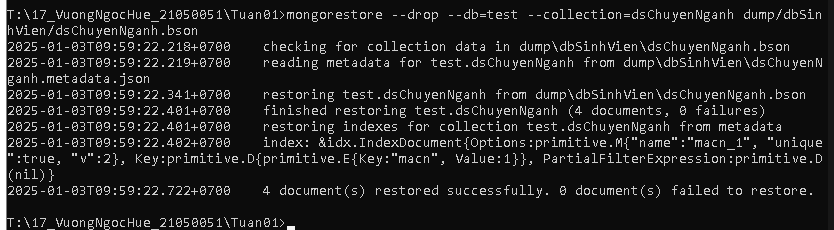 T:\17_VuongNgocHue_21050051\Tuan01>mongorestore --drop --db=test --collection=dsChuyenNganh dump/dbSi
nhVien/dsChuyenNganh.bson
2025-01-03T09:59:22.218+0700    checking for collection data in dump\dbSinhVien\dsChuyenNganh.bson
2025-01-03T09:59:22.219+0700    reading metadata for test.dsChuyenNganh from dump\dbSinhVien\dsChuyenN
ganh.metadata.json
2025-01-03T09:59:22.341+0700    restoring test.dsChuyenNganh from dump\dbSinhVien\dsChuyenNganh.bson
2025-01-03T09:59:22.401+0700    finished restoring test.dsChuyenNganh (4 documents, 0 failures)
2025-01-03T09:59:22.401+0700    restoring indexes for collection test.dsChuyenNganh from metadata
2025-01-03T09:59:22.402+0700    index: &idx.IndexDocument{Options:primitive.M{"name":"macn_1", "unique
":true, "v":2}, Key:primitive.D{primitive.E{Key:"macn", Value:1}}, PartialFilterExpression:primitive.D
(nil)}
2025-01-03T09:59:22.722+0700    4 document(s) restored successfully. 0 document(s) failed to restore.
T:\17_VuongNgocHue_21050051\Tuan01>